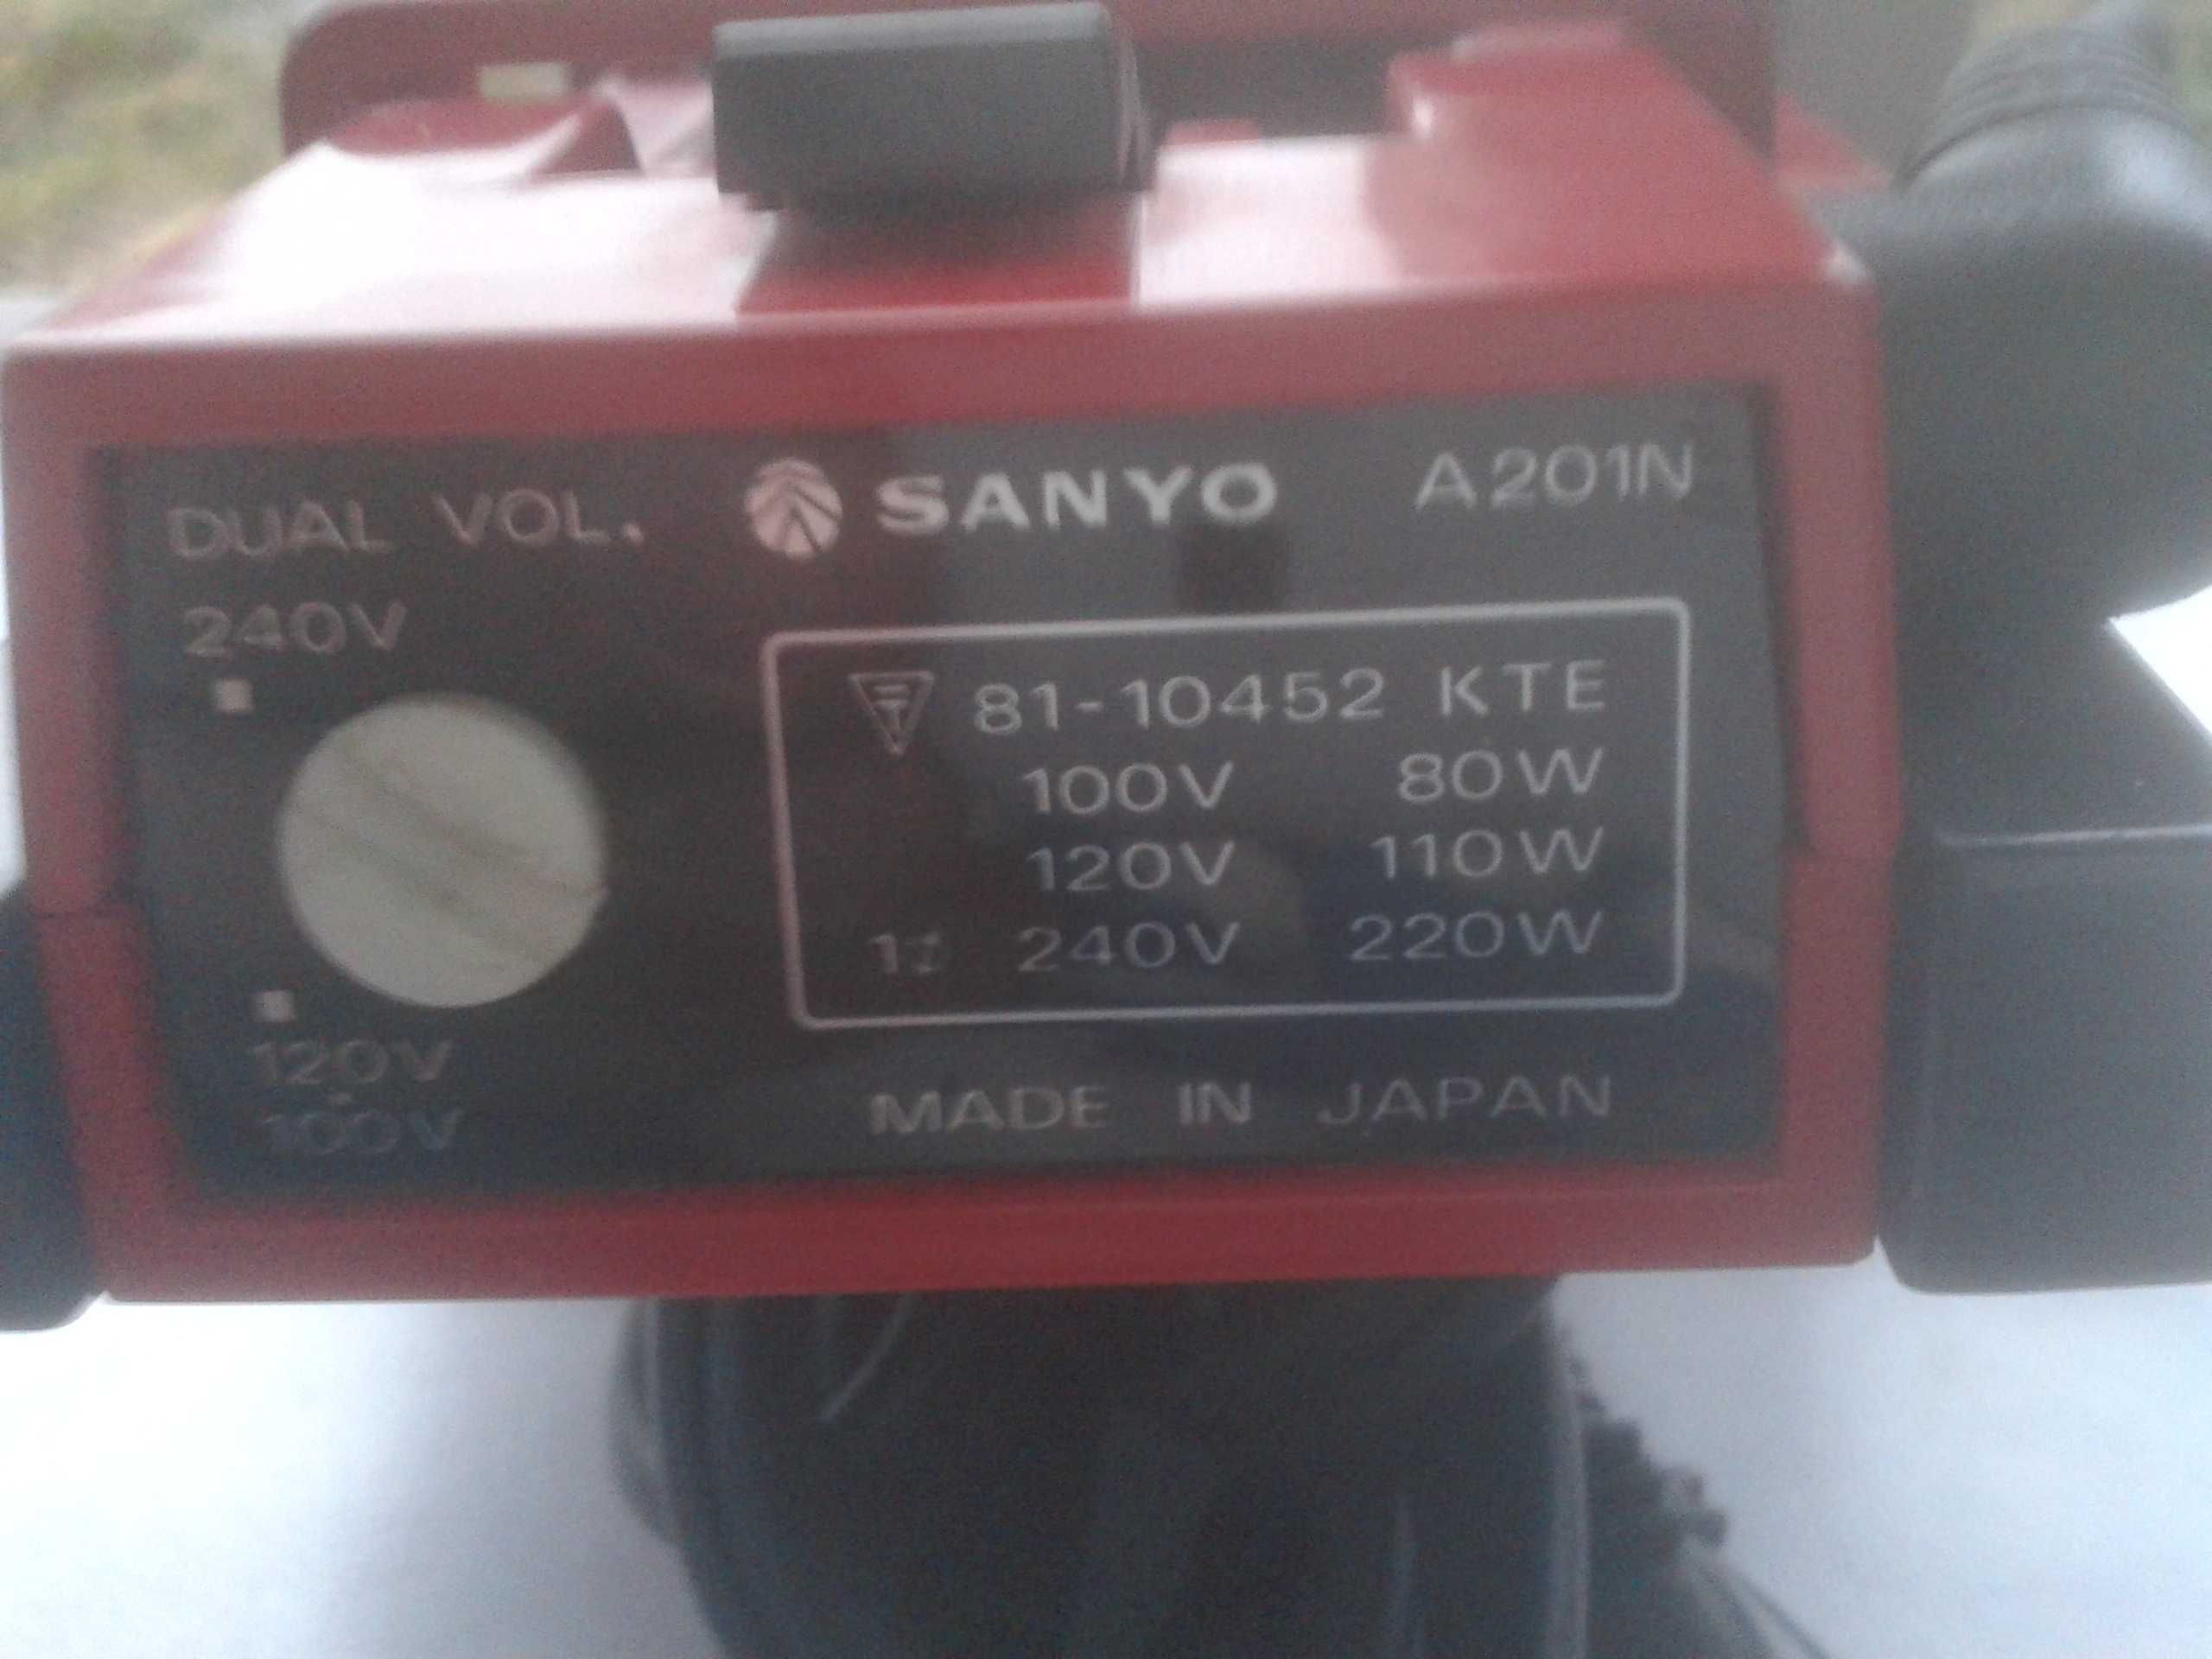 DUAL VOL. SANYO A201N
240V
81-10452 KTE
100V 80W
120V 110W
240V 220W
120V
100V
MADE IN JAPAN